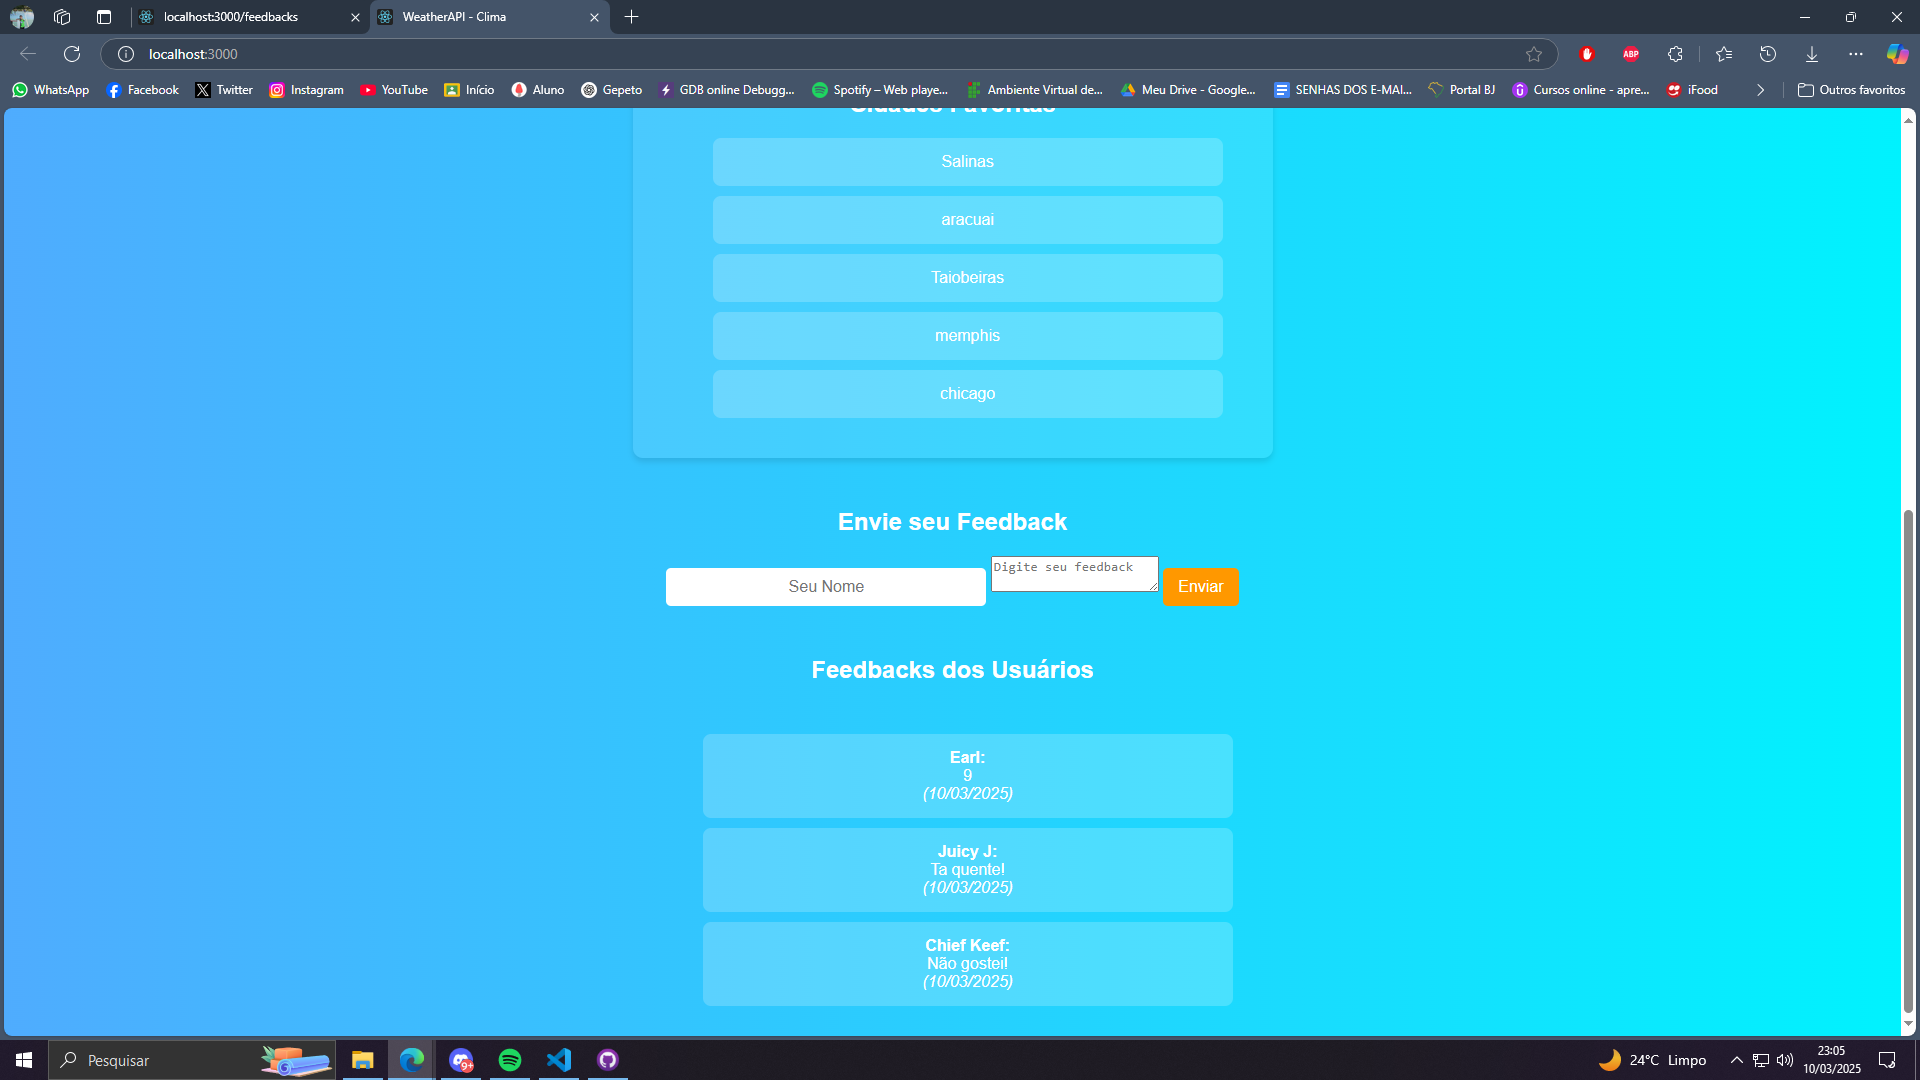 localhost:3000/feedbacks
WeatherAPI - Clima
localhost:3000
ABP
WhatsApp
Facebook
Twitter
Instagram
YouTube
Início
Aluno
Gepeto
GDB online Debugg...
Spotify – Web playe...
Ambiente Virtual de...
Meu Drive - Google...
SENHAS DOS E-MAI...
Portal BJ
Cursos online - apre...
iFood
Outros favoritos
Cidades Favoritas
Salinas
aracuai
Taiobeiras
memphis
chicago
Envie seu Feedback
Seu Nome
Digite seu feedback
Enviar
Feedbacks dos Usuários
Earl:
9
(10/03/2025)
Juicy J:
Ta quente!
(10/03/2025)
Chief Keef:
Não gostei!
(10/03/2025)
Pesquisar
9+
24°C Limpo
23:05
10/03/2025